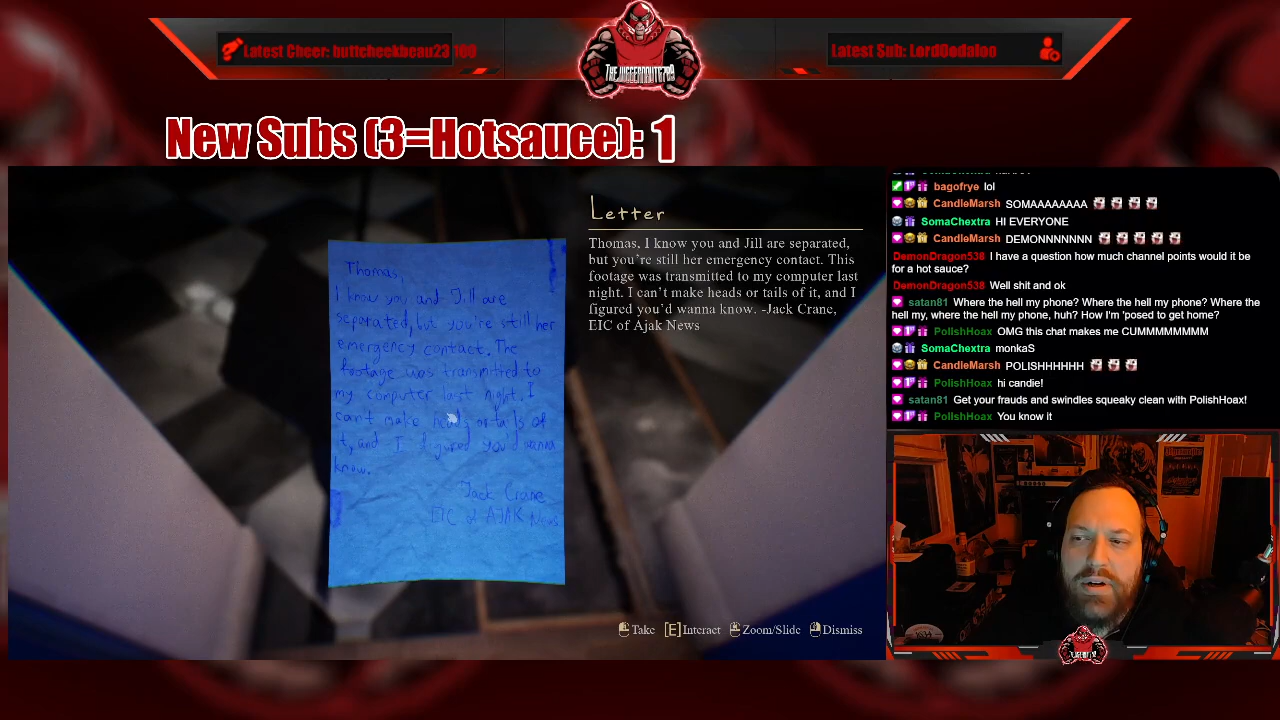 Latest Cheer: buttcheekbeau23 100
THEJUGGERNAUT6789
Latest Sub: LordOodaloo
New Subs (3=Hotsauce): 1
Thomas,
I know you and Jill are
separated, but you're still her
emergency contact. The
footage was transmitted to
my computer last night. I
can't make heads or tails of
it, and I figured you'd wanna
know.
Jack Crane
EIC of AJAK News
Letter
Thomas, I know you and Jill are separated,
but you're still her emergency contact. This
footage was transmitted to my computer last
night. I can't make heads or tails of it, and I
figured you'd wanna know. -Jack Crane,
EIC of Ajak News
Take [E]Interact Zoom/Slide Dismiss
bagofrye lol
CandieMarsh SOMAAAAAAAA
SomaChextra HI EVERYONE
CandieMarsh DEMONNNNNNN
DemonDragon538 I have a question how much channel points would it be
for a hot sauce?
DemonDragon538 Well shit and ok
satan81 Where the hell my phone? Where the hell my phone? Where the
hell my, where the hell my phone, huh? How I'm 'posed to get home?
PolishHoax OMG this chat makes me CUMMMMMMM
SomaChextra monkaS
CandieMarsh POLISHHHHHH
PolishHoax hi candie!
satan81 Get your frauds and swindles squeaky clean with PolishHoax!
PolishHoax You know it